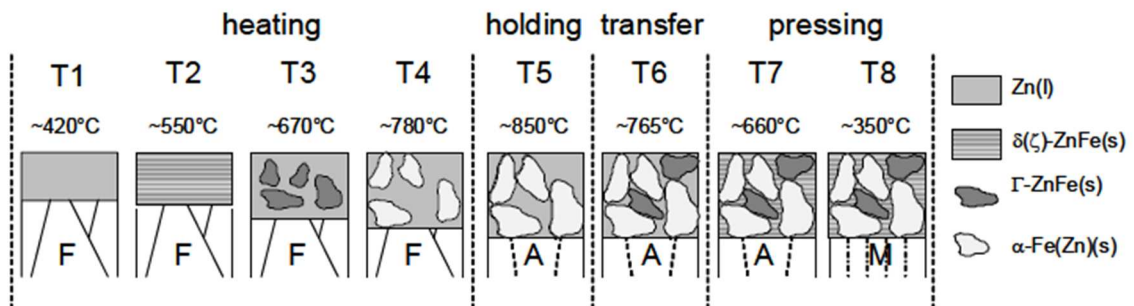 heating holding transfer pressing
T1 T2 T3 T4 T5 T6 T7 T8
~420°C ~550°C ~670°C ~780°C ~850°C ~765°C ~660°C ~350°C
F F F F A A A M
Zn(l)
δ(ζ)-ZnFe(s)
Γ-ZnFe(s)
α-Fe(Zn)(s)